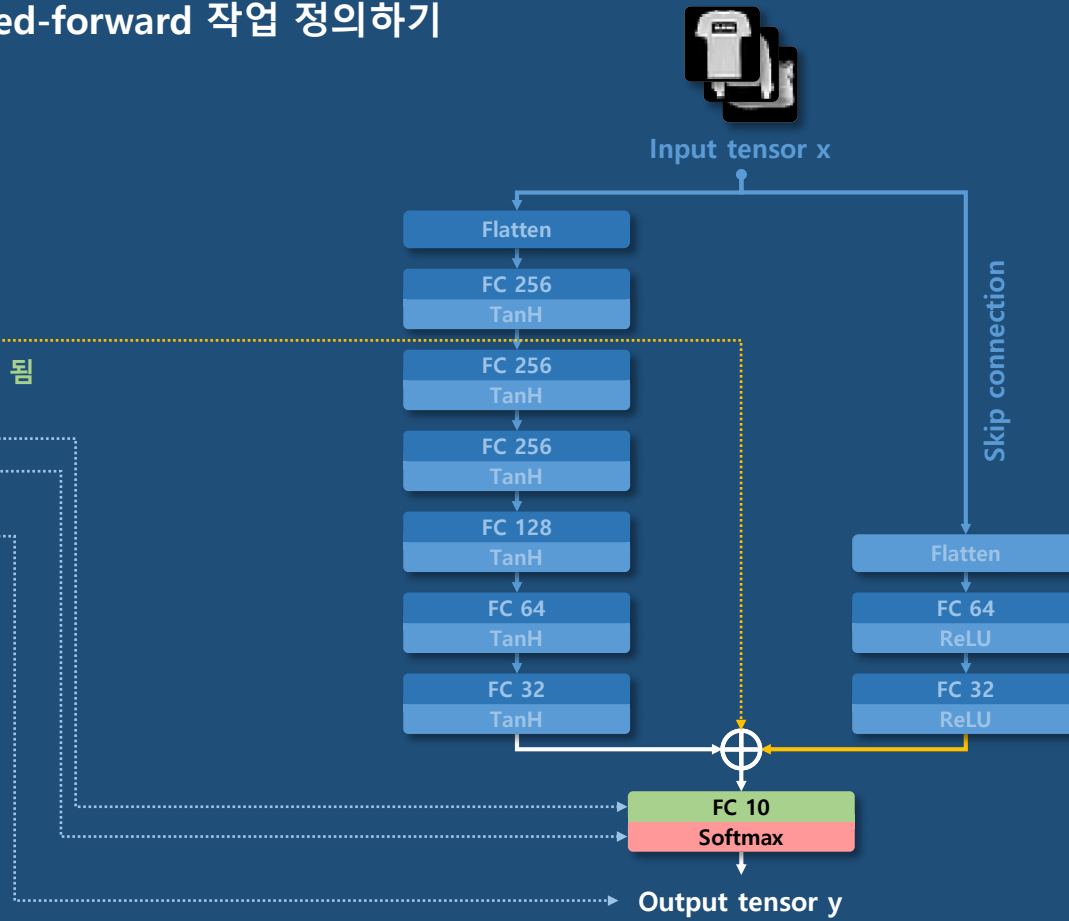 ed-forward 작업 정의하기
Input tensor x
Flatten
FC 256
TanH
됨
FC 256
TanH
FC 256
TanH
FC 128
TanH
FC 64
TanH
FC 32
TanH
Skip connection
Flatten
FC 64
ReLU
FC 32
ReLU
FC 10
Softmax
Output tensor y